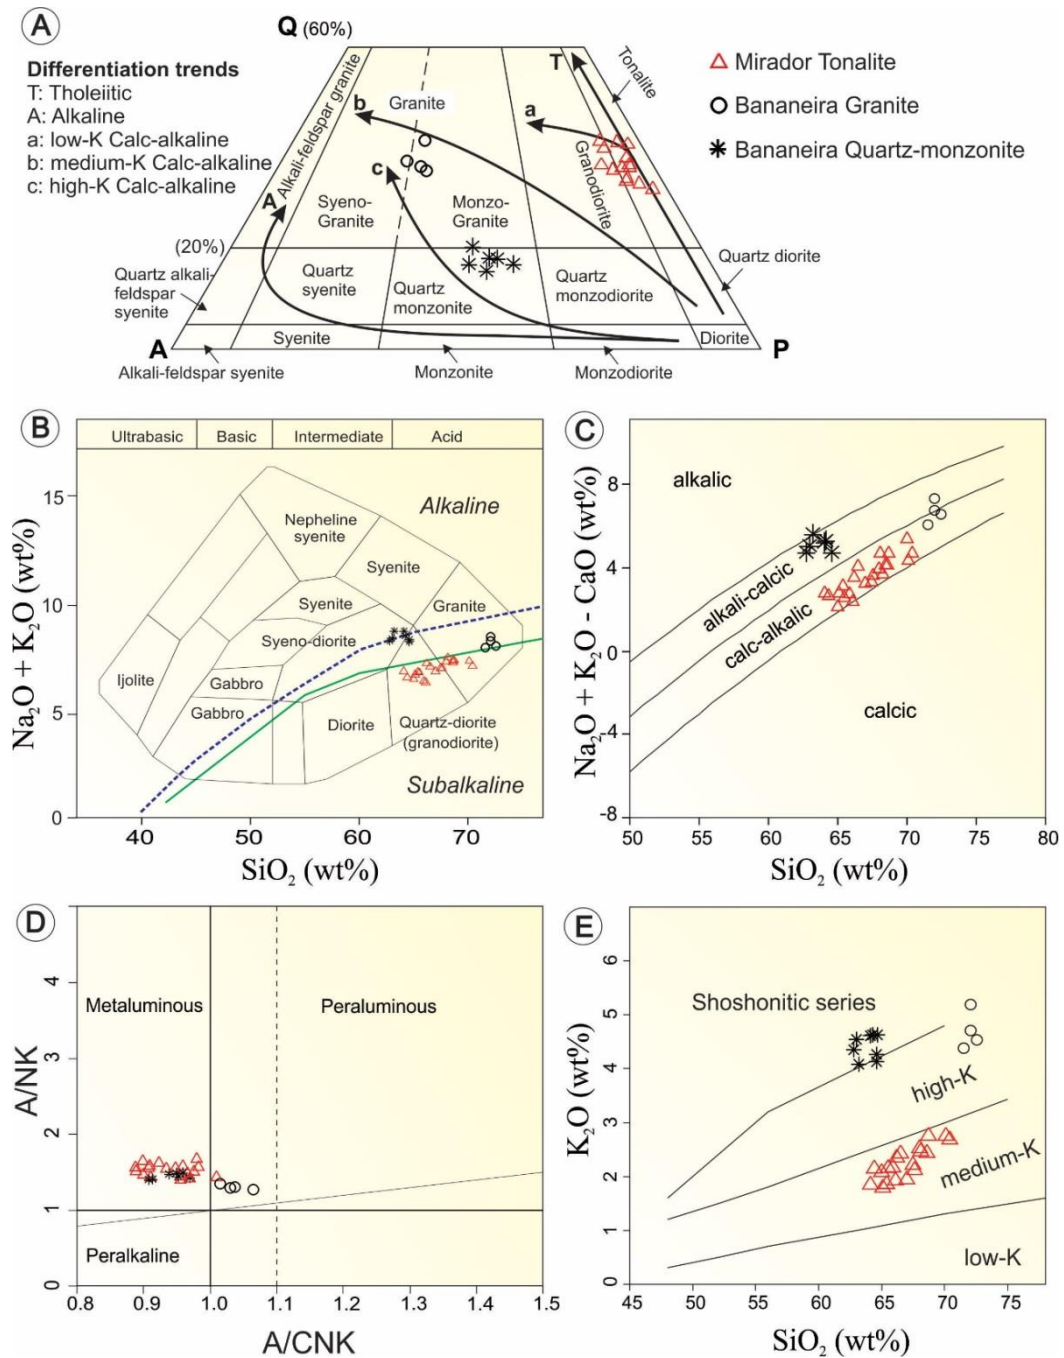 A
Q (60%)
Differentiation trends
T: Tholeiitic
A: Alkaline
a: low-K Calc-alkaline
b: medium-K Calc-alkaline
c: high-K Calc-alkaline
Mirador Tonalite
Bananeira Granite
Bananeira Quartz-monzonite
T
Tonalite
b
Granite
a
Alkali-feldspar granite
c
A
Syeno-
Granite
Monzo-
Granite
Granodiorite
(20%)
Quartz diorite
Quartz alkali-
feldspar
syenite
Quartz
syenite
Quartz
monzonite
Quartz
monzodiorite
Syenite
Diorite
A
P
Alkali-feldspar syenite
Monzonite
Monzodiorite
B
Ultrabasic
Basic
Intermediate
Acid
Alkaline
Nepheline
syenite
Syenite
Syenite
Granite
Syeno-diorite
Ijolite
Gabbro
Gabbro
Diorite
Quartz-diorite
(granodiorite)
Subalkaline
15
10
5
0
40
50
60
70
Na₂O + K₂O (wt%)
SiO₂ (wt%)
C
alkalic
alkali-calcic
calc-alkalic
calcic
8
4
0
-4
-8
50
55
60
65
70
75
80
Na₂O + K₂O - CaO (wt%)
SiO₂ (wt%)
D
Metaluminous
Peraluminous
Peralkaline
4
3
2
1
0
0.8
0.9
1.0
1.1
1.2
1.3
1.4
1.5
A/NK
A/CNK
E
Shoshonitic series
high-K
medium-K
low-K
6
5
4
3
2
1
0
45
50
55
60
65
70
75
K₂O (wt%)
SiO₂ (wt%)